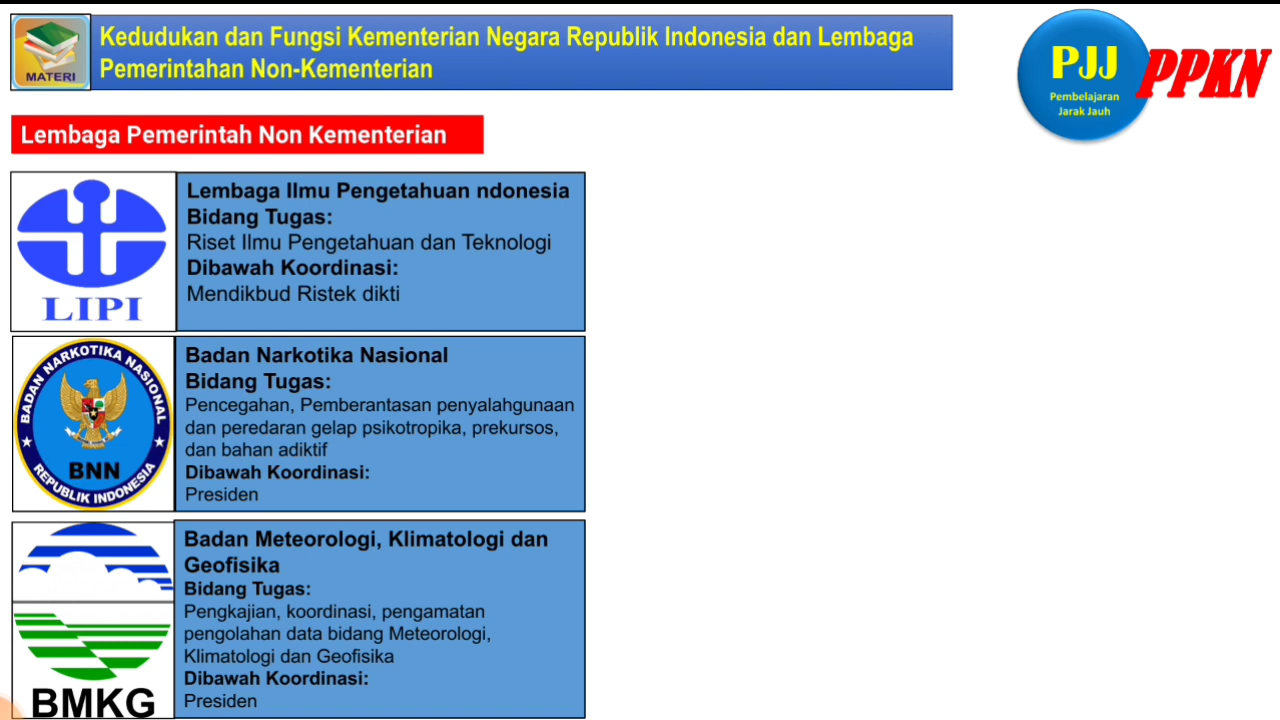 MATERI
Kedudukan dan Fungsi Kementerian Negara Republik Indonesia dan Lembaga
Pemerintahan Non-Kementerian
PJJ
Pembelajaran
Jarak Jauh
PPKN
Lembaga Pemerintah Non Kementerian
LIPI
Lembaga Ilmu Pengetahuan ndonesia
Bidang Tugas:
Riset Ilmu Pengetahuan dan Teknologi
Dibawah Koordinasi:
Mendikbud Ristek dikti
BADAN NARKOTIKA NASIONAL
BNN
REPUBLIK INDONESIA
Badan Narkotika Nasional
Bidang Tugas:
Pencegahan, Pemberantasan penyalahgunaan
dan peredaran gelap psikotropika, prekursos,
dan bahan adiktif
Dibawah Koordinasi:
Presiden
BMKG
Badan Meteorologi, Klimatologi dan
Geofisika
Bidang Tugas:
Pengkajian, koordinasi, pengamatan
pengolahan data bidang Meteorologi,
Klimatologi dan Geofisika
Dibawah Koordinasi:
Presiden